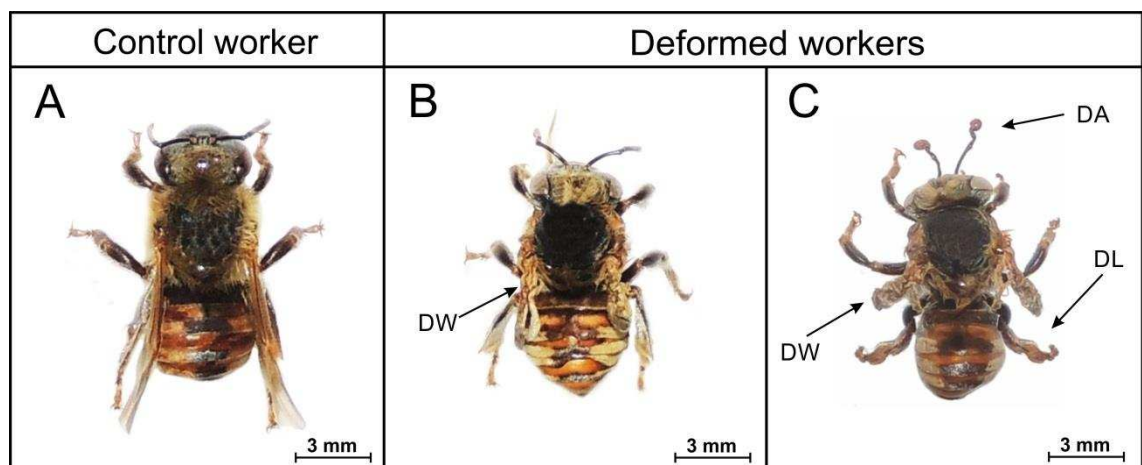 Control worker
Deformed workers
A
B
C
DA
DL
DW
DW
3 mm
3 mm
3 mm